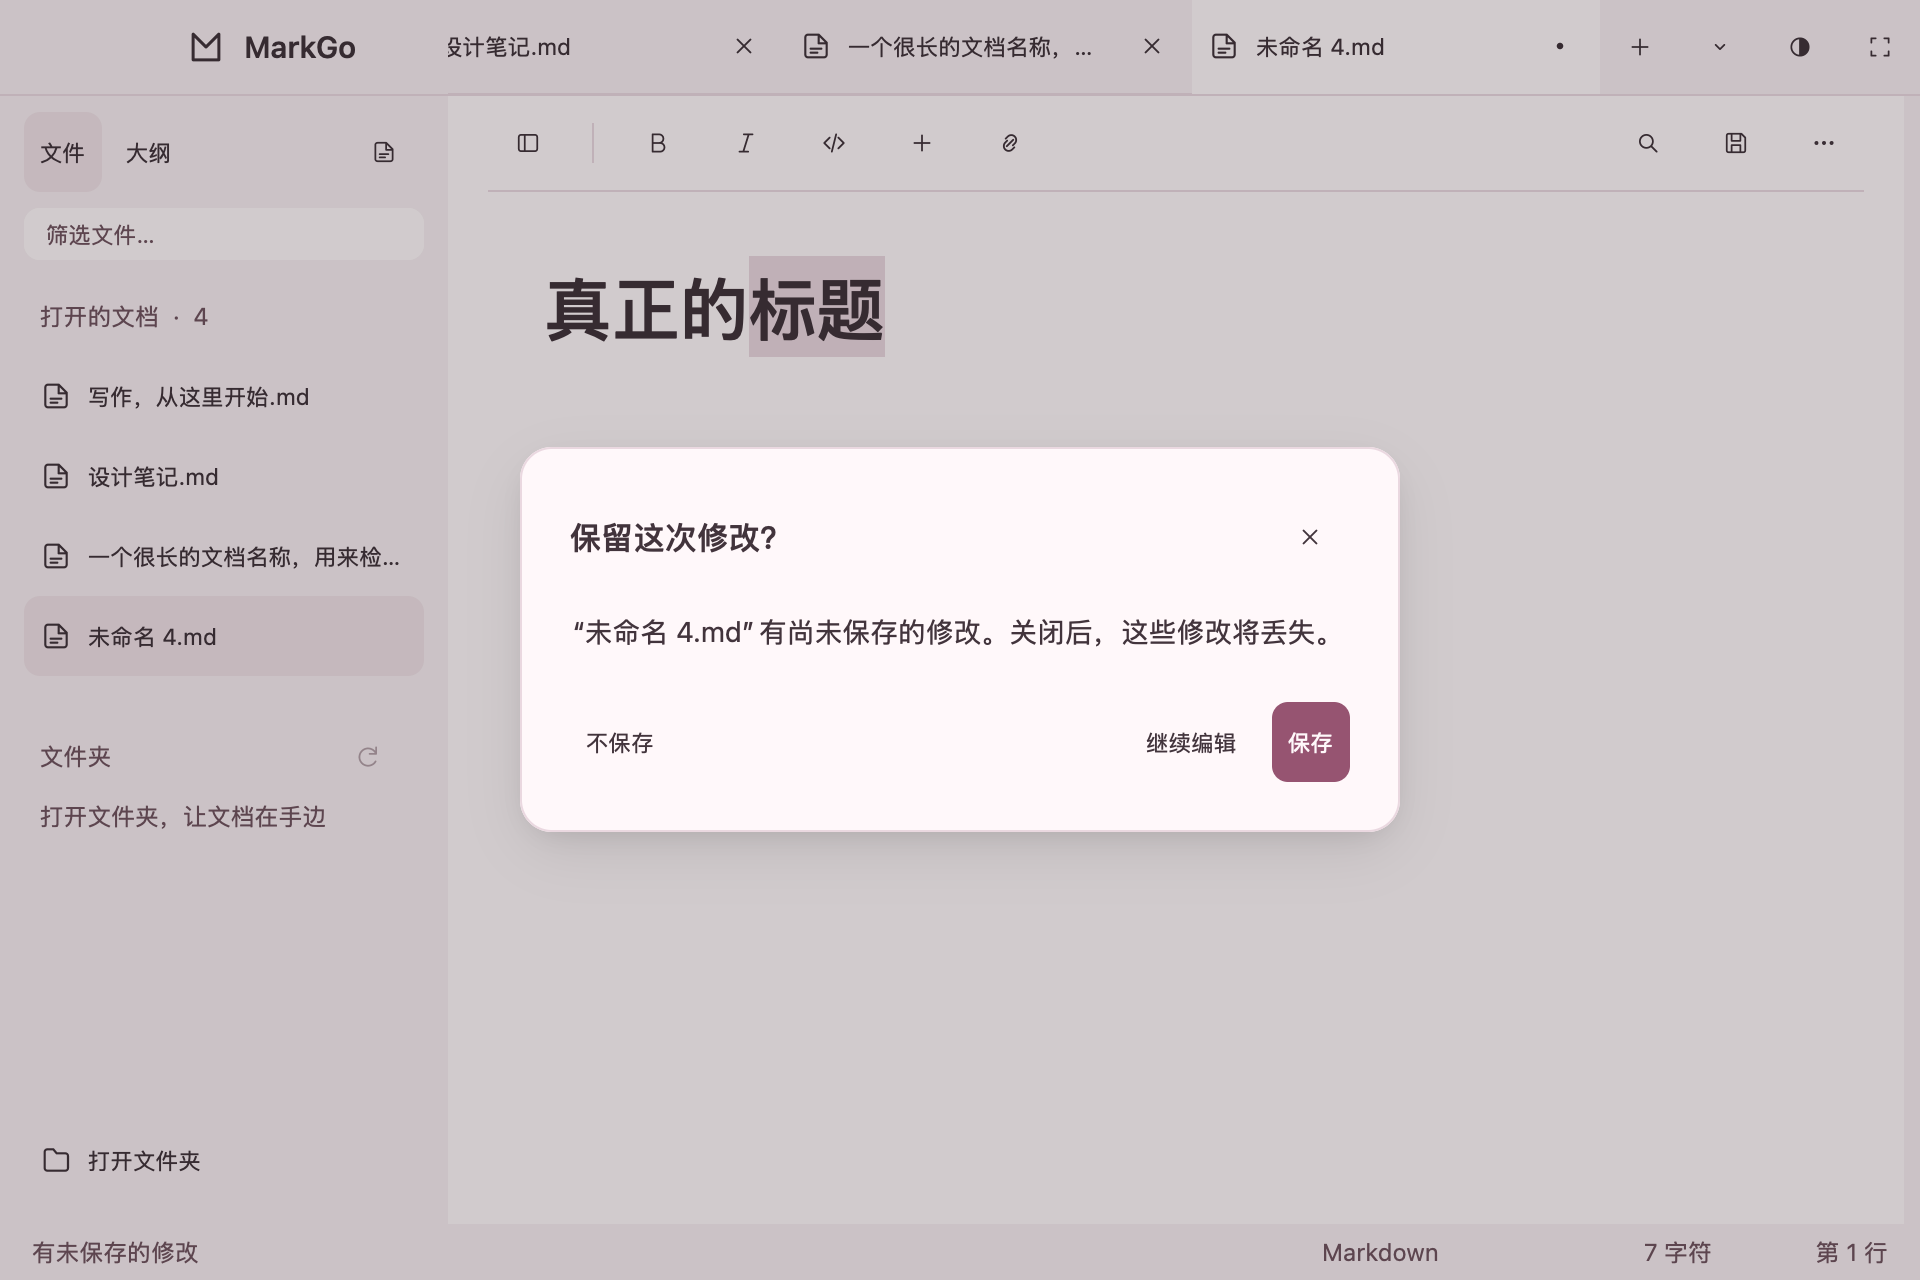 MarkGo
设计笔记.md
一个很长的文档名称，...
未命名 4.md
文件
大纲
筛选文件...
打开的文档 · 4
写作，从这里开始.md
设计笔记.md
一个很长的文档名称，用来检...
未命名 4.md
文件夹
打开文件夹，让文档在手边
打开文件夹
有未保存的修改
B
I
真正的标题
保留这次修改?
“未命名 4.md” 有尚未保存的修改。关闭后，这些修改将丢失。
不保存
继续编辑
保存
Markdown
7 字符
第 1 行